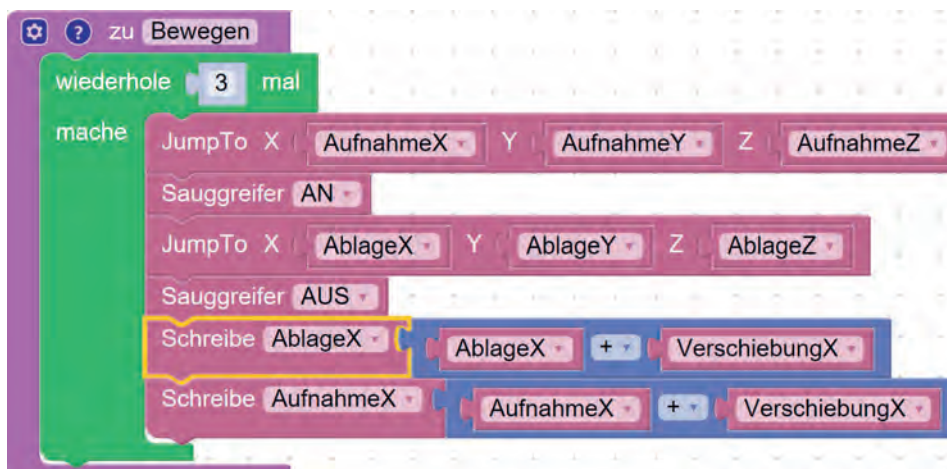 ? zu Bewegen
wiederhole 3 mal
mache JumpTo X AufnahmeX Y AufnahmeY Z AufnahmeZ
Sauggreifer AN
JumpTo X AblageX Y AblageY Z AblageZ
Sauggreifer AUS
Schreibe AblageX AblageX + VerschiebungX
Schreibe AufnahmeX AufnahmeX + VerschiebungX